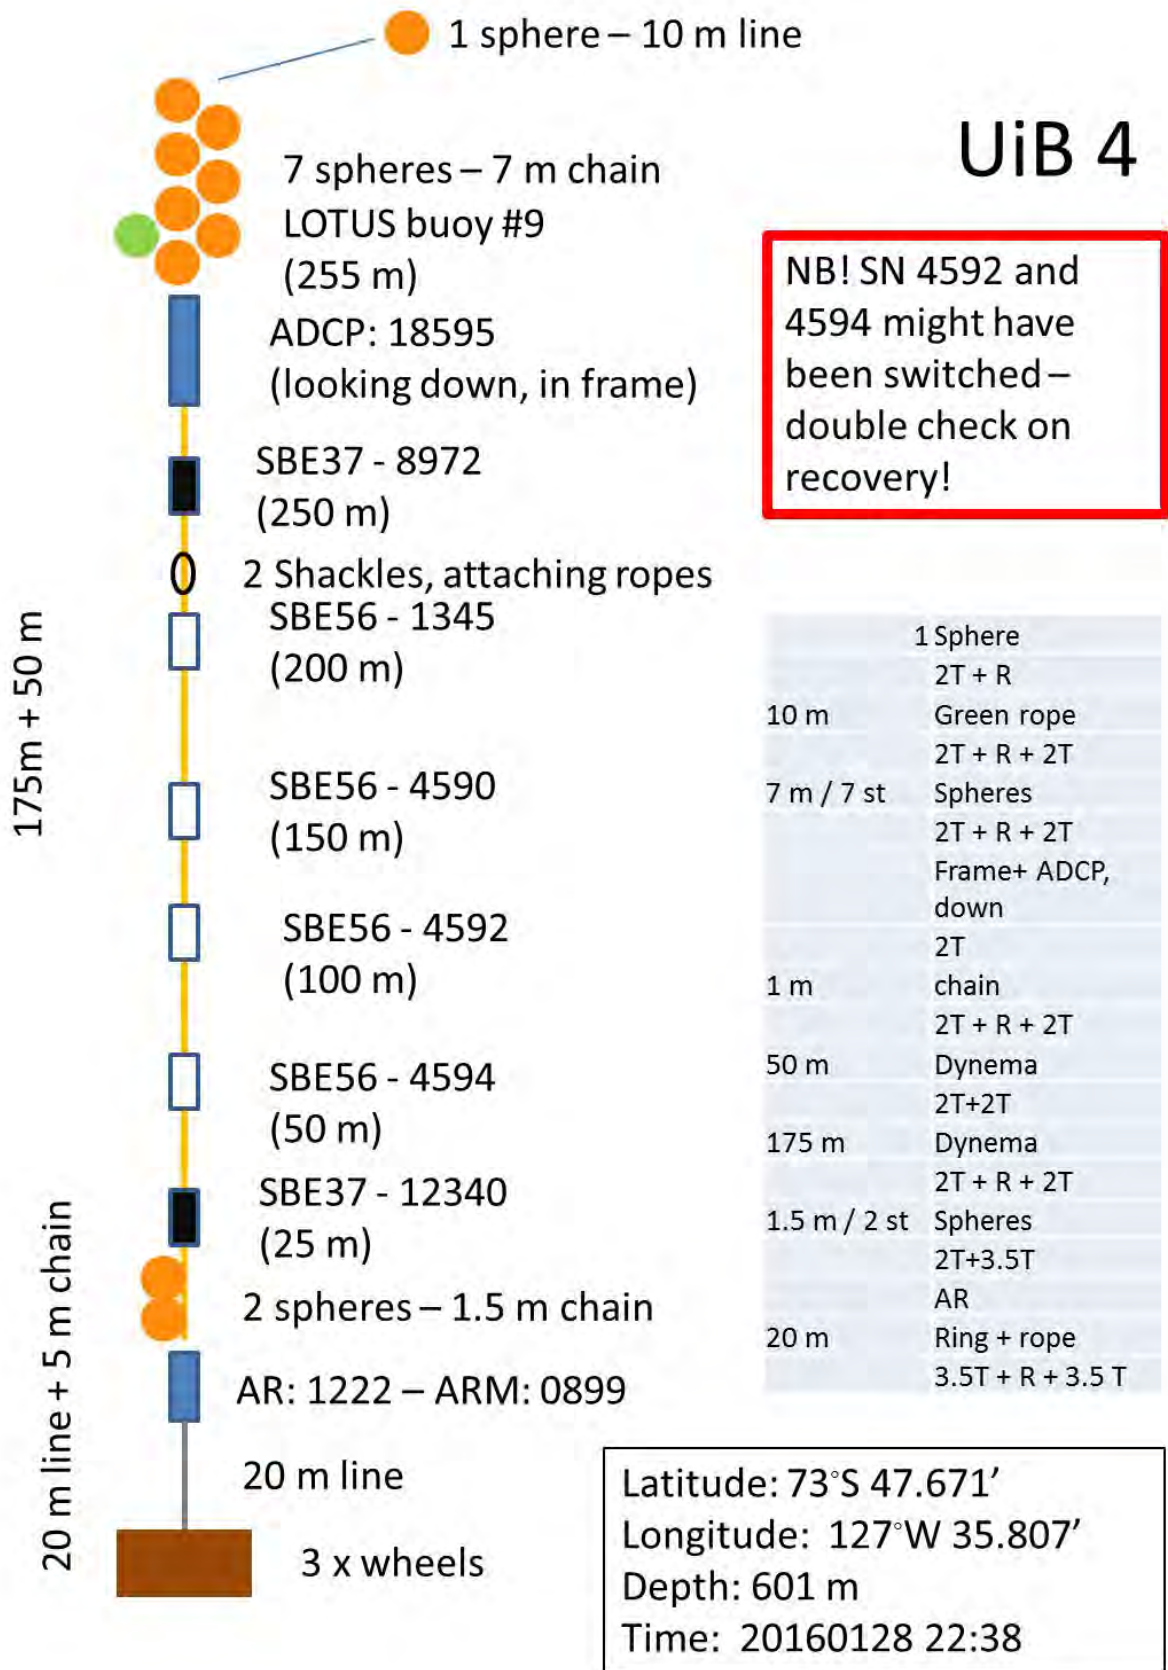 1 sphere – 10 m line
UiB 4
7 spheres – 7 m chain
LOTUS buoy #9
(255 m)
NB! SN 4592 and
4594 might have
been switched –
double check on
recovery!
ADCP: 18595
(looking down, in frame)
SBE37 - 8972
(250 m)
2 Shackles, attaching ropes
SBE56 - 1345
(200 m)
175m + 50 m
SBE56 - 4590
(150 m)
SBE56 - 4592
(100 m)
SBE56 - 4594
(50 m)
SBE37 - 12340
(25 m)
2 spheres – 1.5 m chain
AR: 1222 – ARM: 0899
20 m line + 5 m chain
20 m line
3 x wheels
1 Sphere
2T + R
10 m Green rope
2T + R + 2T
7 m / 7 st Spheres
2T + R + 2T
Frame+ ADCP,
down
2T
1 m chain
2T + R + 2T
50 m Dynema
2T+2T
175 m Dynema
2T + R + 2T
1.5 m / 2 st Spheres
2T+3.5T
AR
20 m Ring + rope
3.5T + R + 3.5 T
Latitude: 73°S 47.671’
Longitude: 127°W 35.807’
Depth: 601 m
Time: 20160128 22:38